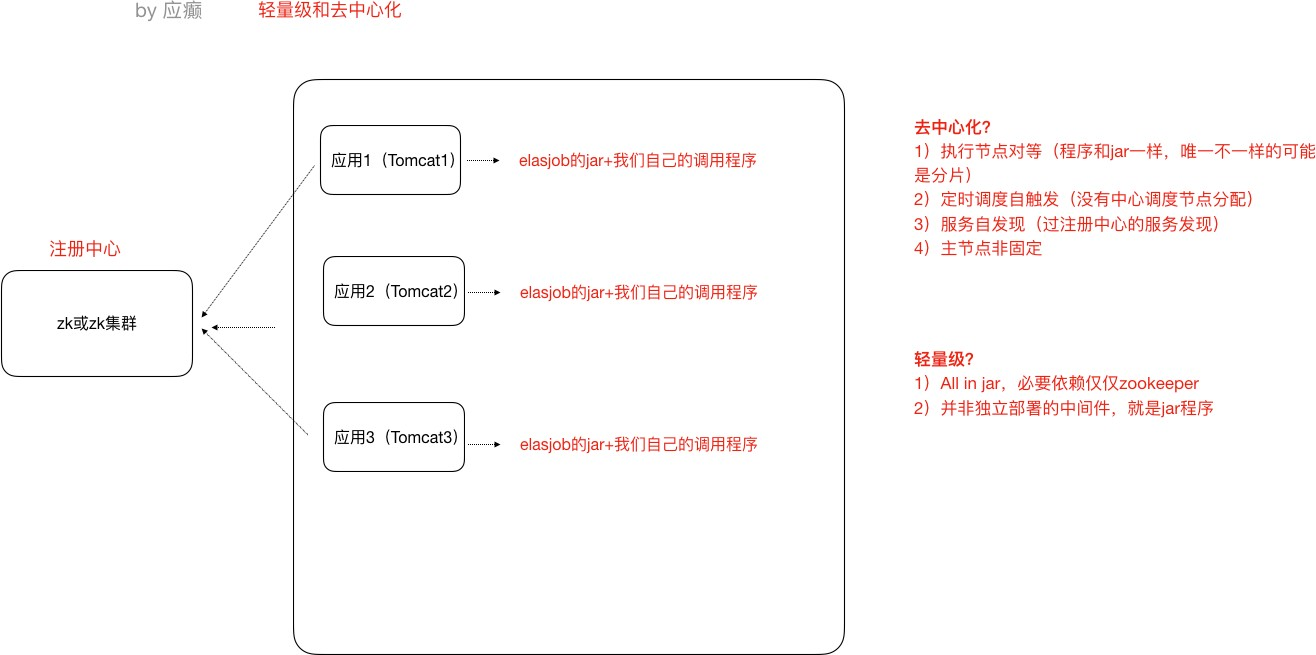 by 应癫
轻量级和去中心化
应用1（Tomcat1）
elasjob的jar+我们自己的调用程序
注册中心
zk或zk集群
应用2（Tomcat2）
elasjob的jar+我们自己的调用程序
应用3（Tomcat3）
elasjob的jar+我们自己的调用程序
去中心化?
1）执行节点对等（程序和jar一样，唯一不一样的可能
是分片）
2）定时调度自触发（没有中心调度节点分配）
3）服务自发现（过注册中心的服务发现）
4）主节点非固定
轻量级?
1）All in jar，必要依赖仅仅zookeeper
2）并非独立部署的中间件，就是jar程序